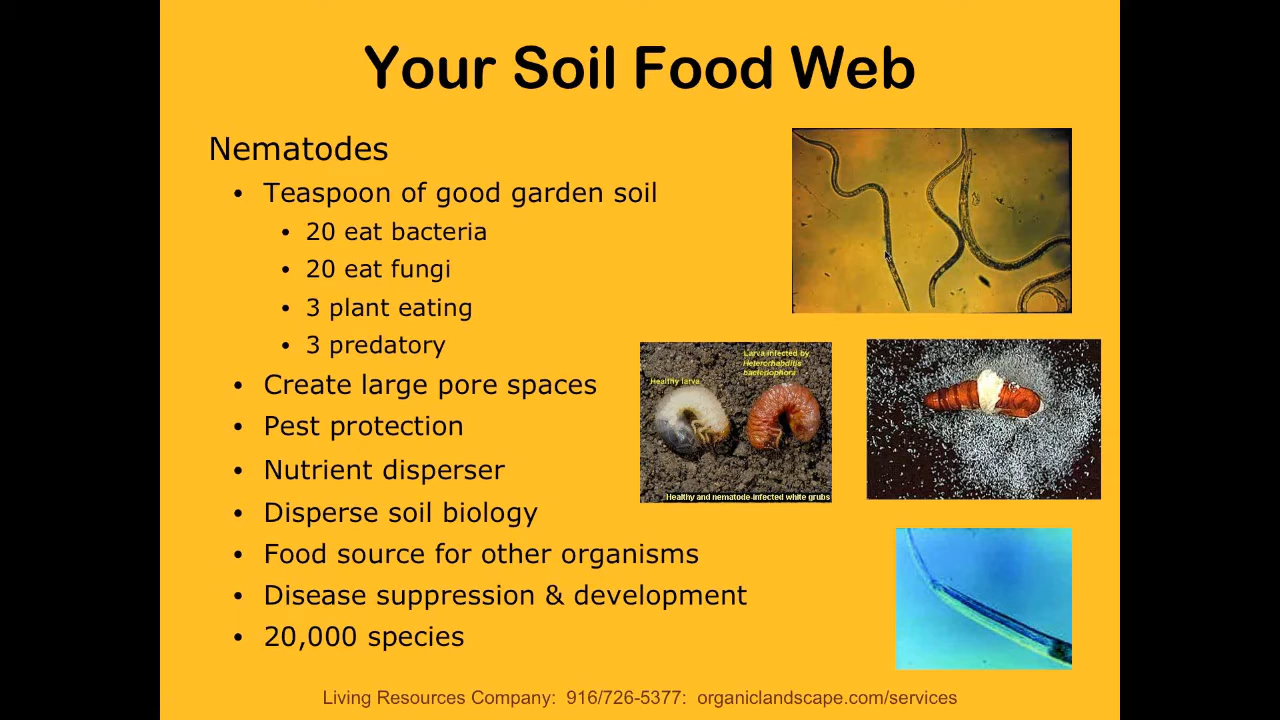 Your Soil Food Web
Nematodes
• Teaspoon of good garden soil
• 20 eat bacteria
• 20 eat fungi
• 3 plant eating
• 3 predatory
• Create large pore spaces
• Pest protection
• Nutrient disperser
• Disperse soil biology
• Food source for other organisms
• Disease suppression & development
• 20,000 species
Larva infected by
Heterorhabditis
bacteriophora
Healthy larva
Healthy and nematode-infected white grubs
Living Resources Company: 916/726-5377: organiclandscape.com/services